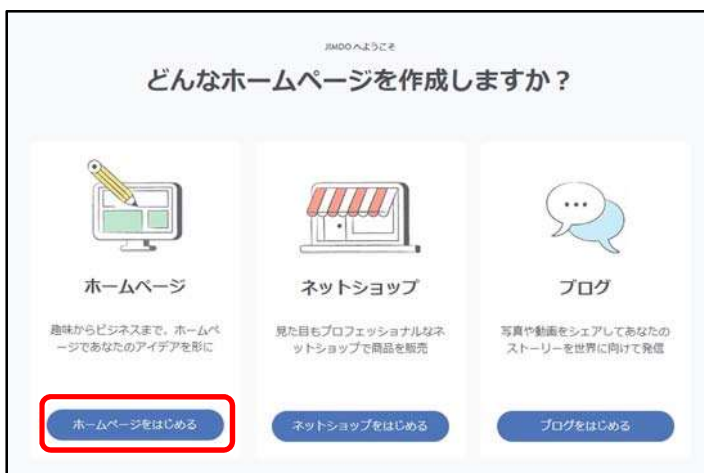 JIMDOへようこそ
どんなホームページを作成しますか？
ホームページ
趣味からビジネスまで、ホームペ
ージであなたのアイデアを形に
ホームページをはじめる
ネットショップ
見た目もプロフェッショナルなネ
ットショップで商品を販売
ネットショップをはじめる
ブログ
写真や動画をシェアしてあなたの
ストーリーを世界に向けて発信
ブログをはじめる